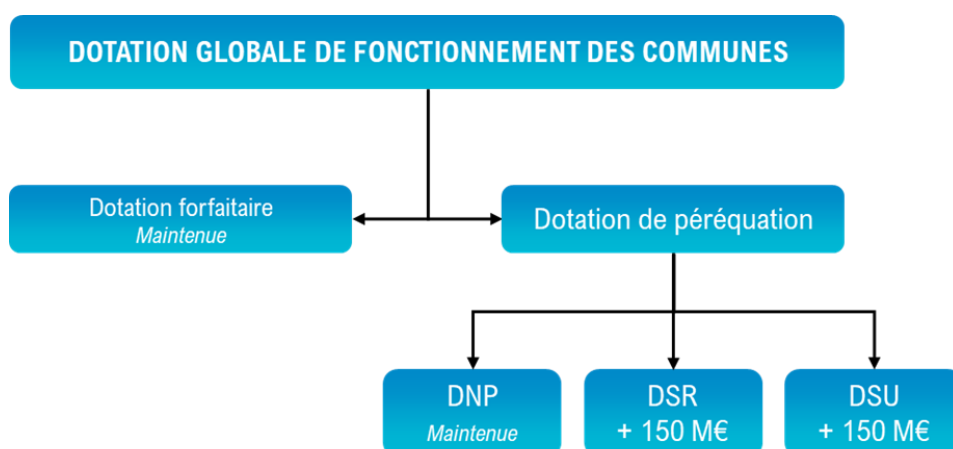 DOTATION GLOBALE DE FONCTIONNEMENT DES COMMUNES
Dotation forfaitaire
Maintenue
Dotation de péréquation
DNP
Maintenue
DSR
+ 150 M€
DSU
+ 150 M€